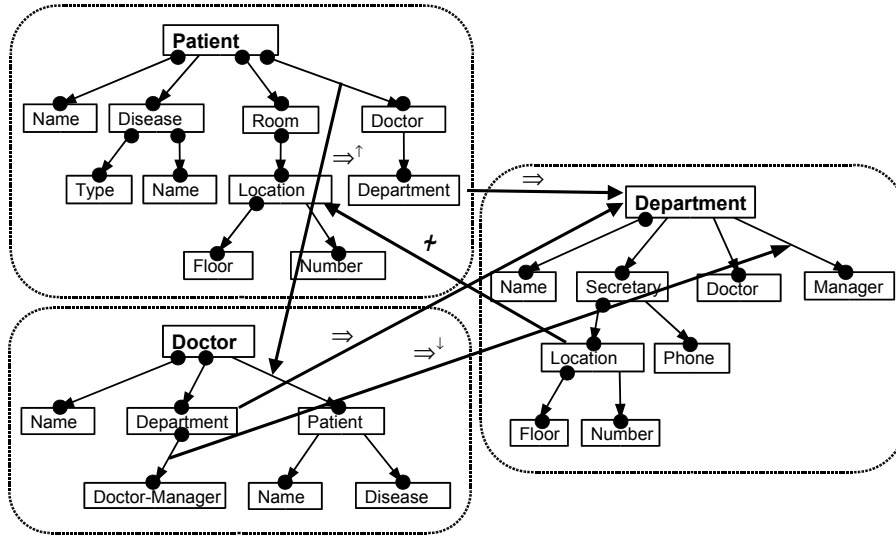 Patient
Name
Disease
Room
Doctor
⇒↑
Type
Name
Location
Department
Floor
Number
⇒
Department
≁
Name
Secretary
Doctor
Manager
Location
Phone
Floor
Number
Doctor
⇒
⇒↓
Name
Department
Patient
Doctor-Manager
Name
Disease